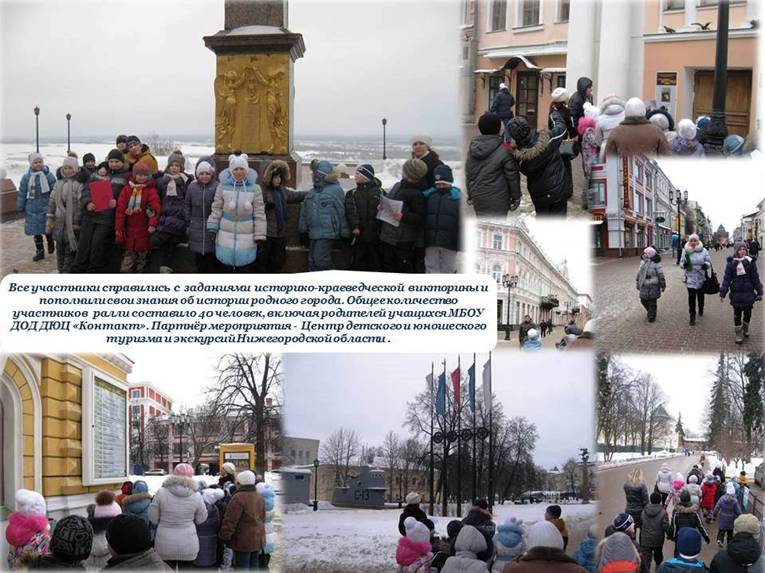 Все участники справились с заданиями историко-краеведческой викторины и
пополнили свои знания об истории родного города. Общее количество
участников ралли составило 40 человек, включая родителей учащихся МБОУ
ДОД ДЮЦ «Контакт». Партнёр мероприятия - Центр детского и юношеского
туризма и экскурсий Нижегородской области .
С-13